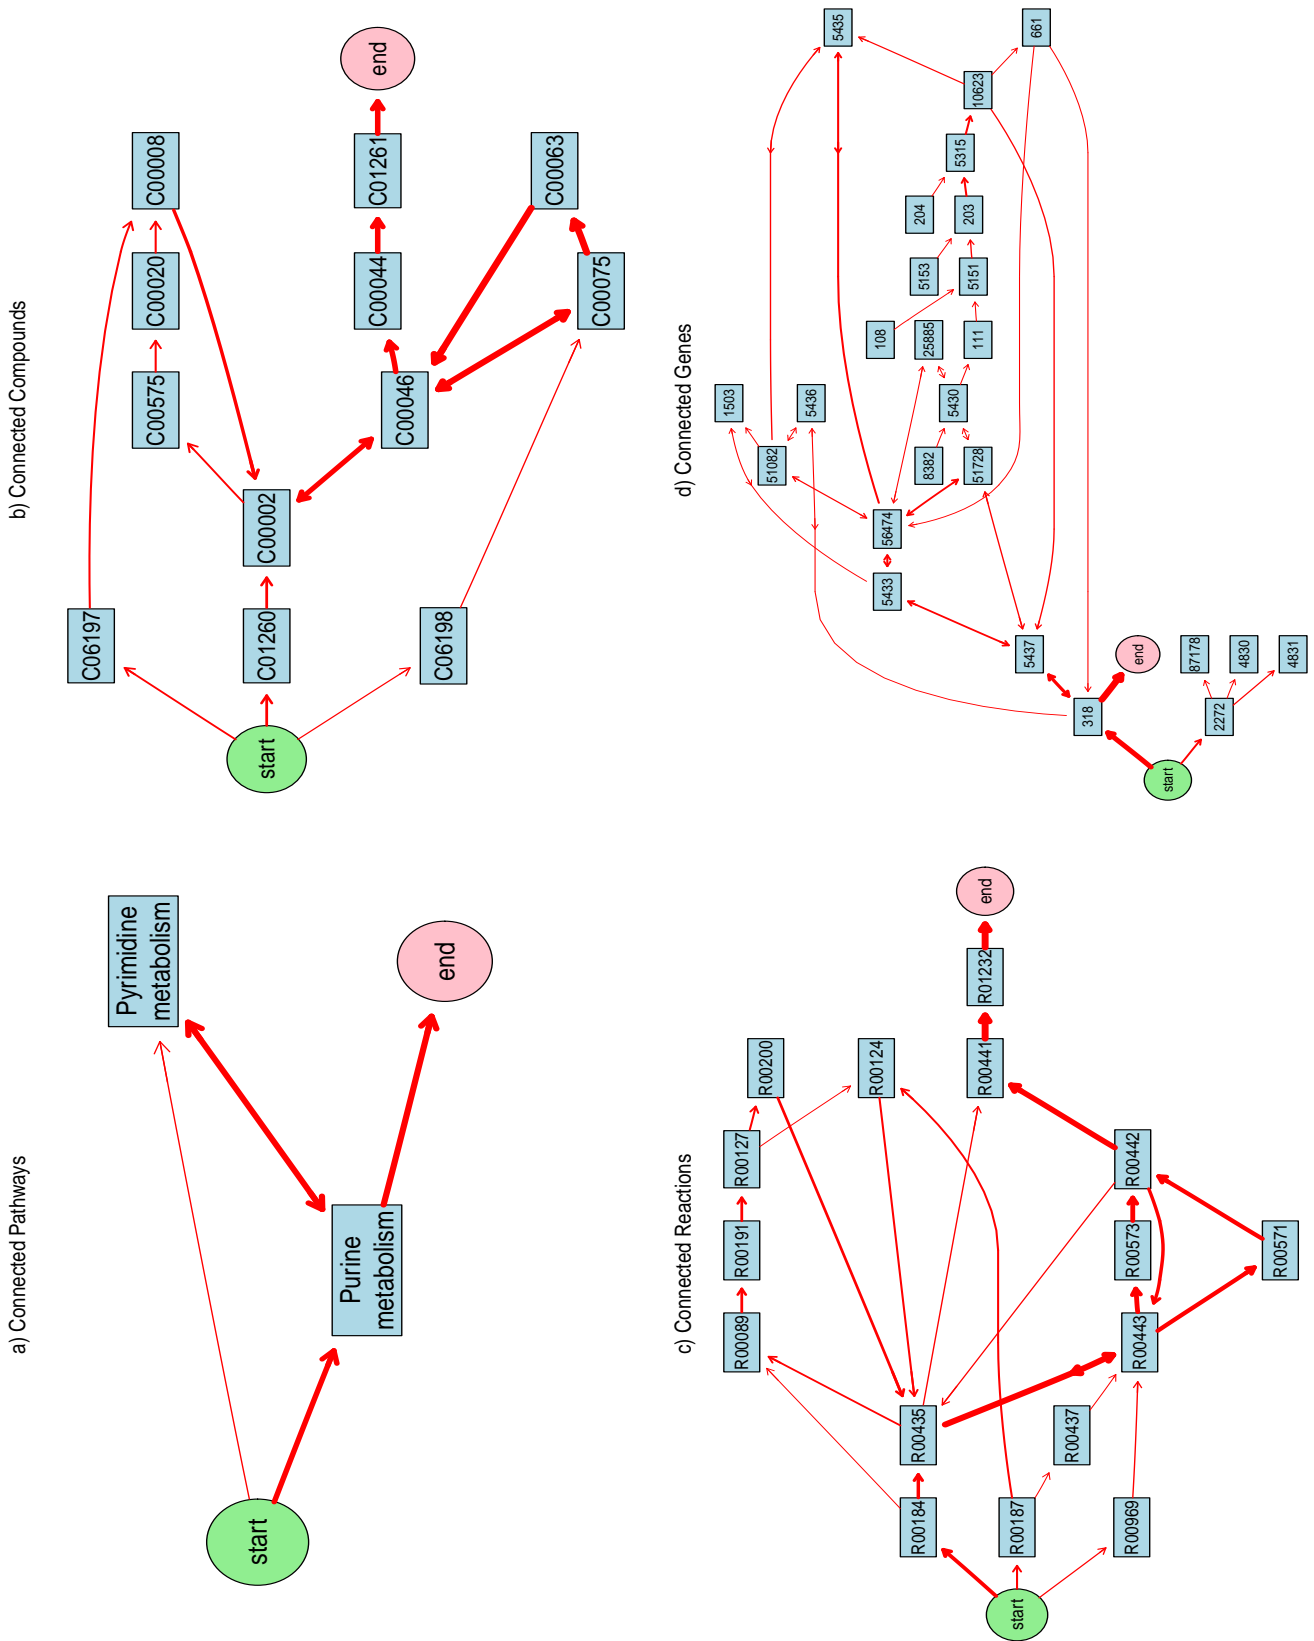 a) Connected Pathways
start
Purine
metabolism
Pyrimidine
metabolism
end
b) Connected Compounds
start
C06197
C01260
C06198
C00002
C00575
C00046
C00020
C00044
C00075
C00008
C01261
C00063
end
c) Connected Reactions
start
R00184
R00187
R00969
R00435
R00437
R00089
R00443
R00191
R00573
R00571
R00127
R00442
R00200
R00124
R00441
R01232
end
d) Connected Genes
start
318
2272
5437
end
87178
4830
4831
5433
56474
51082
8382
51728
1503
5436
5430
25885
111
108
5153
5151
204
203
5315
10623
5435
661